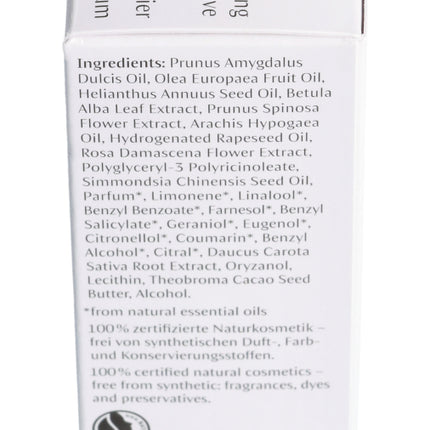 ng
ve
ier
um
Ingredients: Prunus Amygdalus
Dulcis Oil, Olea Europaea Fruit Oil,
Helianthus Annuus Seed Oil, Betula
Alba Leaf Extract, Prunus Spinosa
Flower Extract, Arachis Hypogaea
Oil, Hydrogenated Rapeseed Oil,
Rosa Damascena Flower Extract,
Polyglyceryl-3 Polyricinoleate,
Simmondsia Chinensis Seed Oil,
Parfum*, Limonene*, Linalool*,
Benzyl Benzoate*, Farnesol*, Benzyl
Salicylate*, Geraniol*, Eugenol*,
Citronellol*, Coumarin*, Benzyl
Alcohol*, Citral*, Daucus Carota
Sativa Root Extract, Oryzanol,
Lecithin, Theobroma Cacao Seed
Butter, Alcohol.
*from natural essential oils
100% zertifizierte Naturkosmetik –
frei von synthetischen Duft-, Farb-
und Konservierungsstoffen.
100% certified natural cosmetics –
free from synthetic: fragrances, dyes
and preservatives.